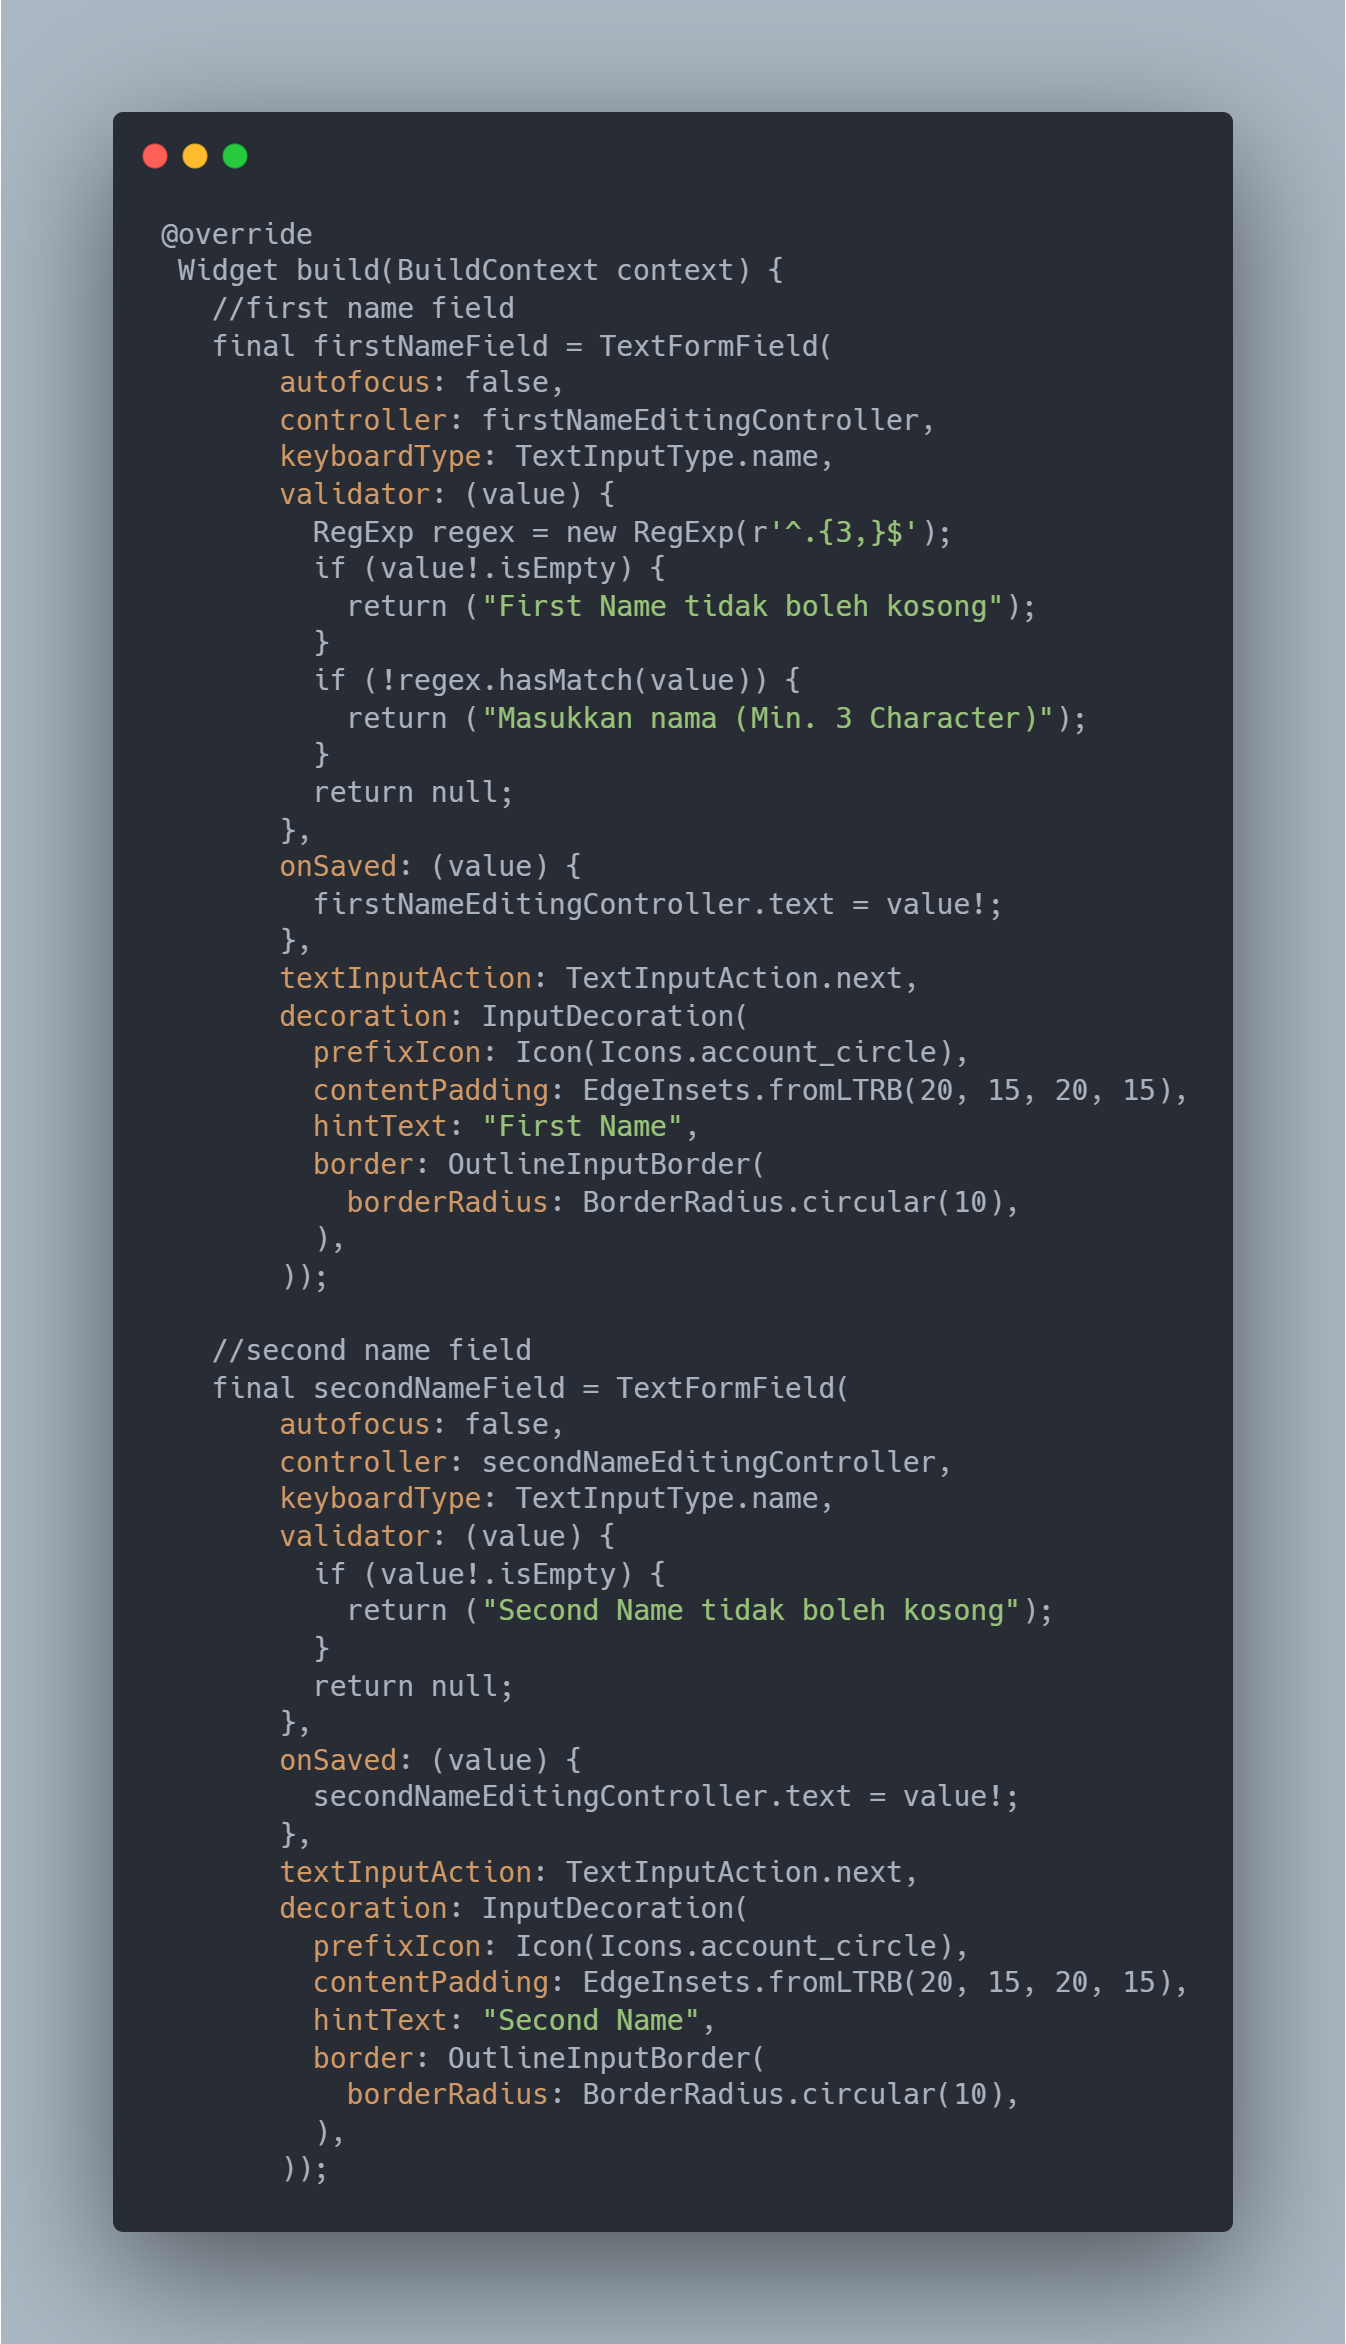 @override
 Widget build(BuildContext context) {
   //first name field
   final firstNameField = TextFormField(
       autofocus: false,
       controller: firstNameEditingController,
       keyboardType: TextInputType.name,
       validator: (value) {
         RegExp regex = new RegExp(r'^.{3,}$');
         if (value!.isEmpty) {
           return ("First Name tidak boleh kosong");
         }
         if (!regex.hasMatch(value)) {
           return ("Masukkan nama (Min. 3 Character)");
         }
         return null;
       },
       onSaved: (value) {
         firstNameEditingController.text = value!;
       },
       textInputAction: TextInputAction.next,
       decoration: InputDecoration(
         prefixIcon: Icon(Icons.account_circle),
         contentPadding: EdgeInsets.fromLTRB(20, 15, 20, 15),
         hintText: "First Name",
         border: OutlineInputBorder(
           borderRadius: BorderRadius.circular(10),
         ),
       ));

   //second name field
   final secondNameField = TextFormField(
       autofocus: false,
       controller: secondNameEditingController,
       keyboardType: TextInputType.name,
       validator: (value) {
         if (value!.isEmpty) {
           return ("Second Name tidak boleh kosong");
         }
         return null;
       },
       onSaved: (value) {
         secondNameEditingController.text = value!;
       },
       textInputAction: TextInputAction.next,
       decoration: InputDecoration(
         prefixIcon: Icon(Icons.account_circle),
         contentPadding: EdgeInsets.fromLTRB(20, 15, 20, 15),
         hintText: "Second Name",
         border: OutlineInputBorder(
           borderRadius: BorderRadius.circular(10),
         ),
       ));